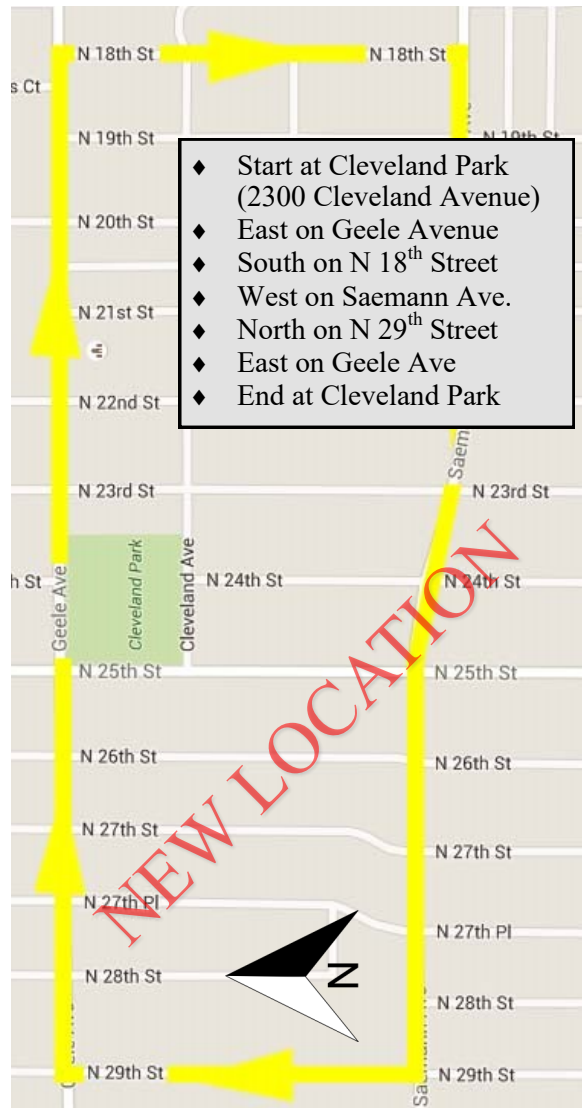 N 18th St
N 18th St
s Ct
N 19th St
N 19th St
♦ Start at Cleveland Park
(2300 Cleveland Avenue)
♦ East on Geele Avenue
♦ South on N 18th Street
♦ West on Saemann Ave.
♦ North on N 29th Street
♦ East on Geele Ave
♦ End at Cleveland Park
N 20th St
N 21st St
N 22nd St
Saem
N 23rd St
N 23rd St
h St
Geele Ave
Cleveland Park
Cleveland Ave
N 24th St
N 24th St
N 25th St
N 25th St
NEW LOCATION
N 26th St
N 26th St
N 27th St
N 27th St
N 27th Pl
N 27th Pl
N
N 28th St
N 28th St
N 29th St
N 29th St